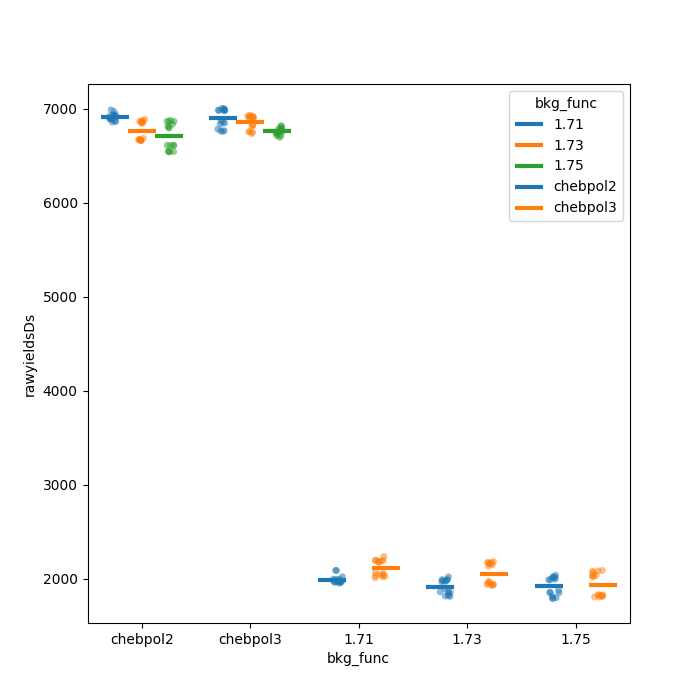 7000
6000
5000
4000
3000
2000
rawyieldsDs
bkg_func
1.71
1.73
1.75
chebpol2
chebpol3
chebpol2 chebpol3 1.71 1.73 1.75
bkg_func